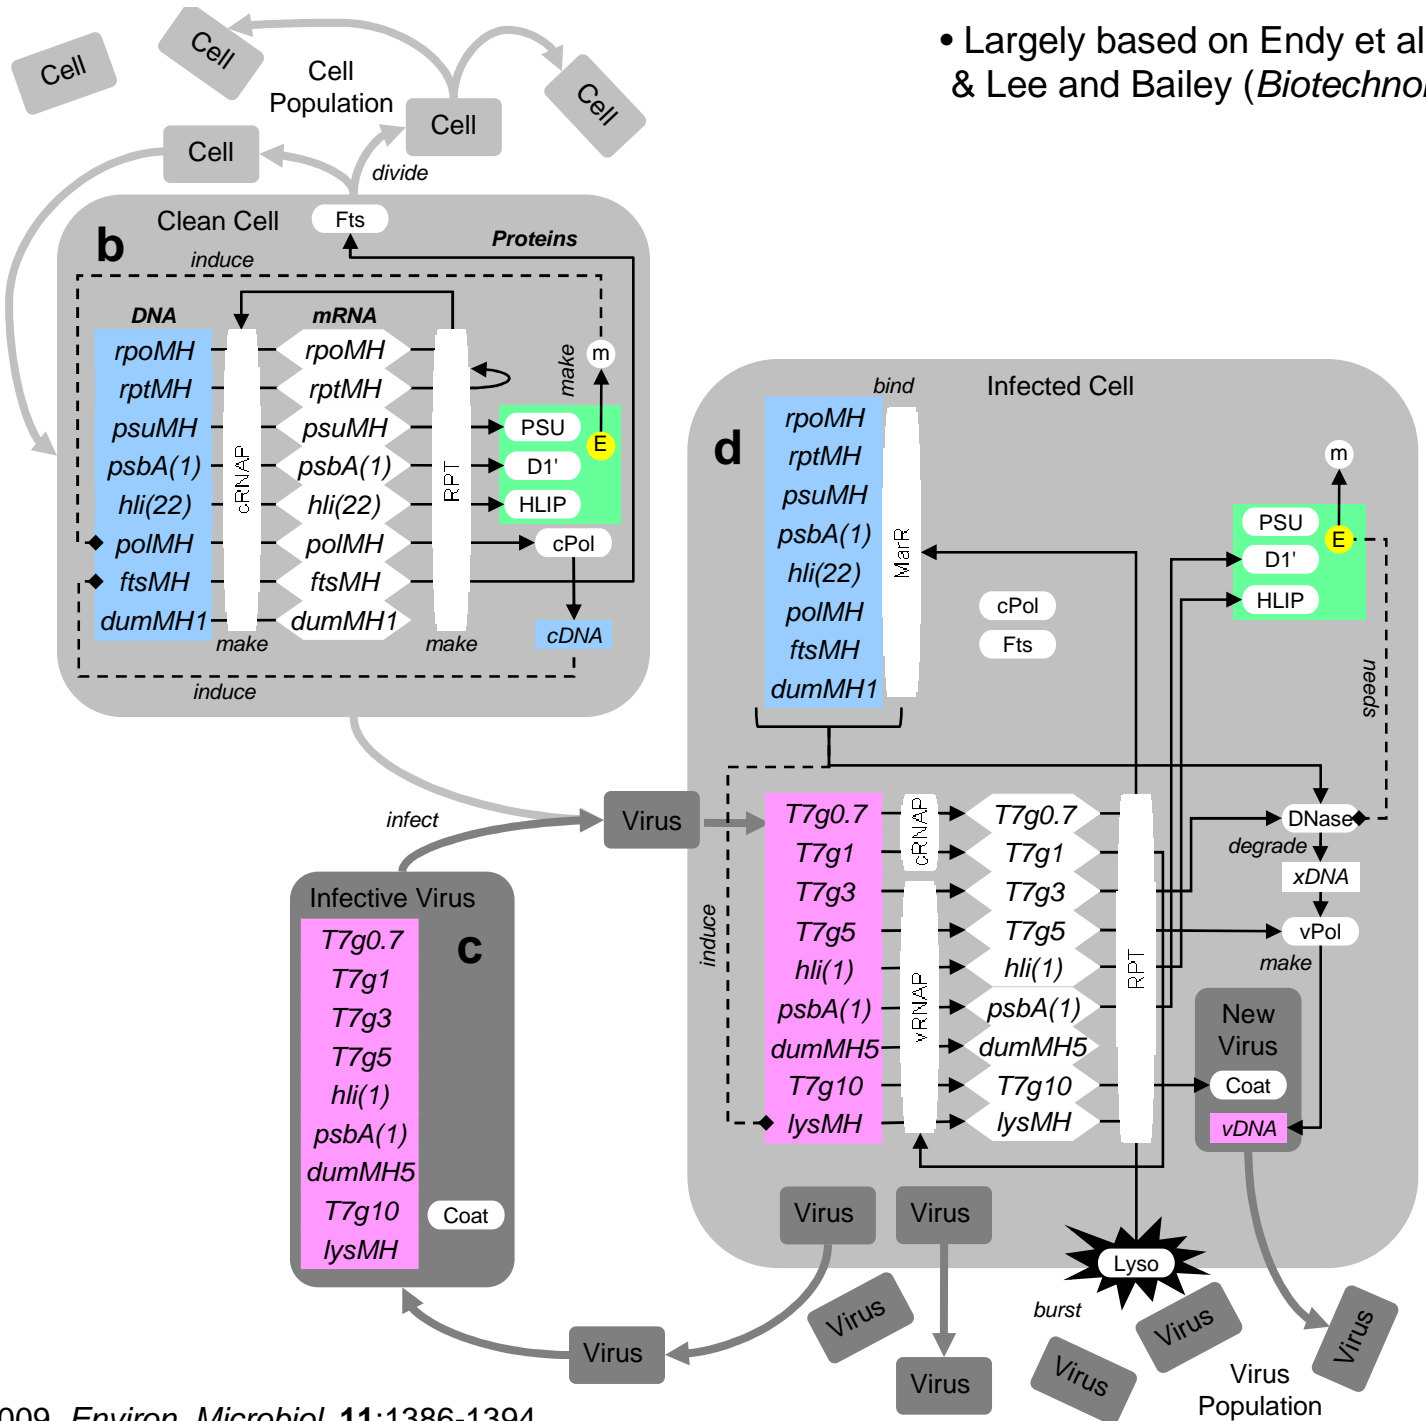 • Largely based on Endy et al
& Lee and Bailey (Biotechnol
Cell
Cell
Cell
Population
Cell
Cell
Cell
divide
b
Clean Cell
Fts
Proteins
induce
DNA
mRNA
rpoMH
rptMH
psuMH
psbA(1)
hli(22)
polMH
ftsMH
dumMH1
cRNAP
make
rpoMH
rptMH
psuMH
psbA(1)
hli(22)
polMH
ftsMH
dumMH1
RPT
make
make
m
E
PSU
D1'
HLIP
cPol
cDNA
induce
infect
Virus
Infective Virus
c
T7g0.7
T7g1
T7g3
T7g5
hli(1)
psbA(1)
dumMH5
T7g10
lysMH
Coat
d
bind
Infected Cell
rpoMH
rptMH
psuMH
psbA(1)
hli(22)
polMH
ftsMH
dumMH1
MarR
cPol
Fts
m
E
PSU
D1'
HLIP
needs
induce
T7g0.7
T7g1
T7g3
T7g5
hli(1)
psbA(1)
dumMH5
T7g10
lysMH
cRNAP
vRNAP
T7g0.7
T7g1
T7g3
T7g5
hli(1)
psbA(1)
dumMH5
T7g10
lysMH
RPT
DNase
degrade
xDNA
vPol
make
New
Virus
Coat
vDNA
Virus
Virus
Lyso
burst
Virus
Virus
Virus
Virus
Virus
Virus
Virus
Population
009, Environ. Microbiol. 11:1386-1394